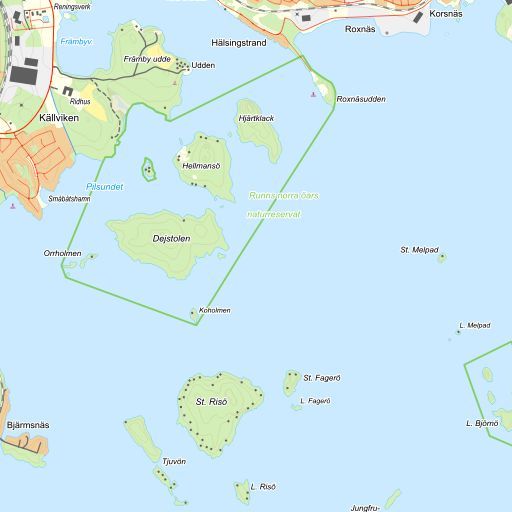 Reningsverk
Korsnäs
Roxnäs
Främbyv.
Hälsingstrand
Främby udde
Udden
Ridhus
Roxnäsudden
Källviken
Hjärtklack
Hellmansö
Pilsundet
Småbåtshamn
Runns norra öars
naturreservat
Dejstolen
Orrholmen
St. Melpad
Koholmen
L. Melpad
St. Fagerö
L. Fagerö
St. Risö
Bjärmsnäs
L. Björnö
Tjuvön
L. Risö
Jungfru-